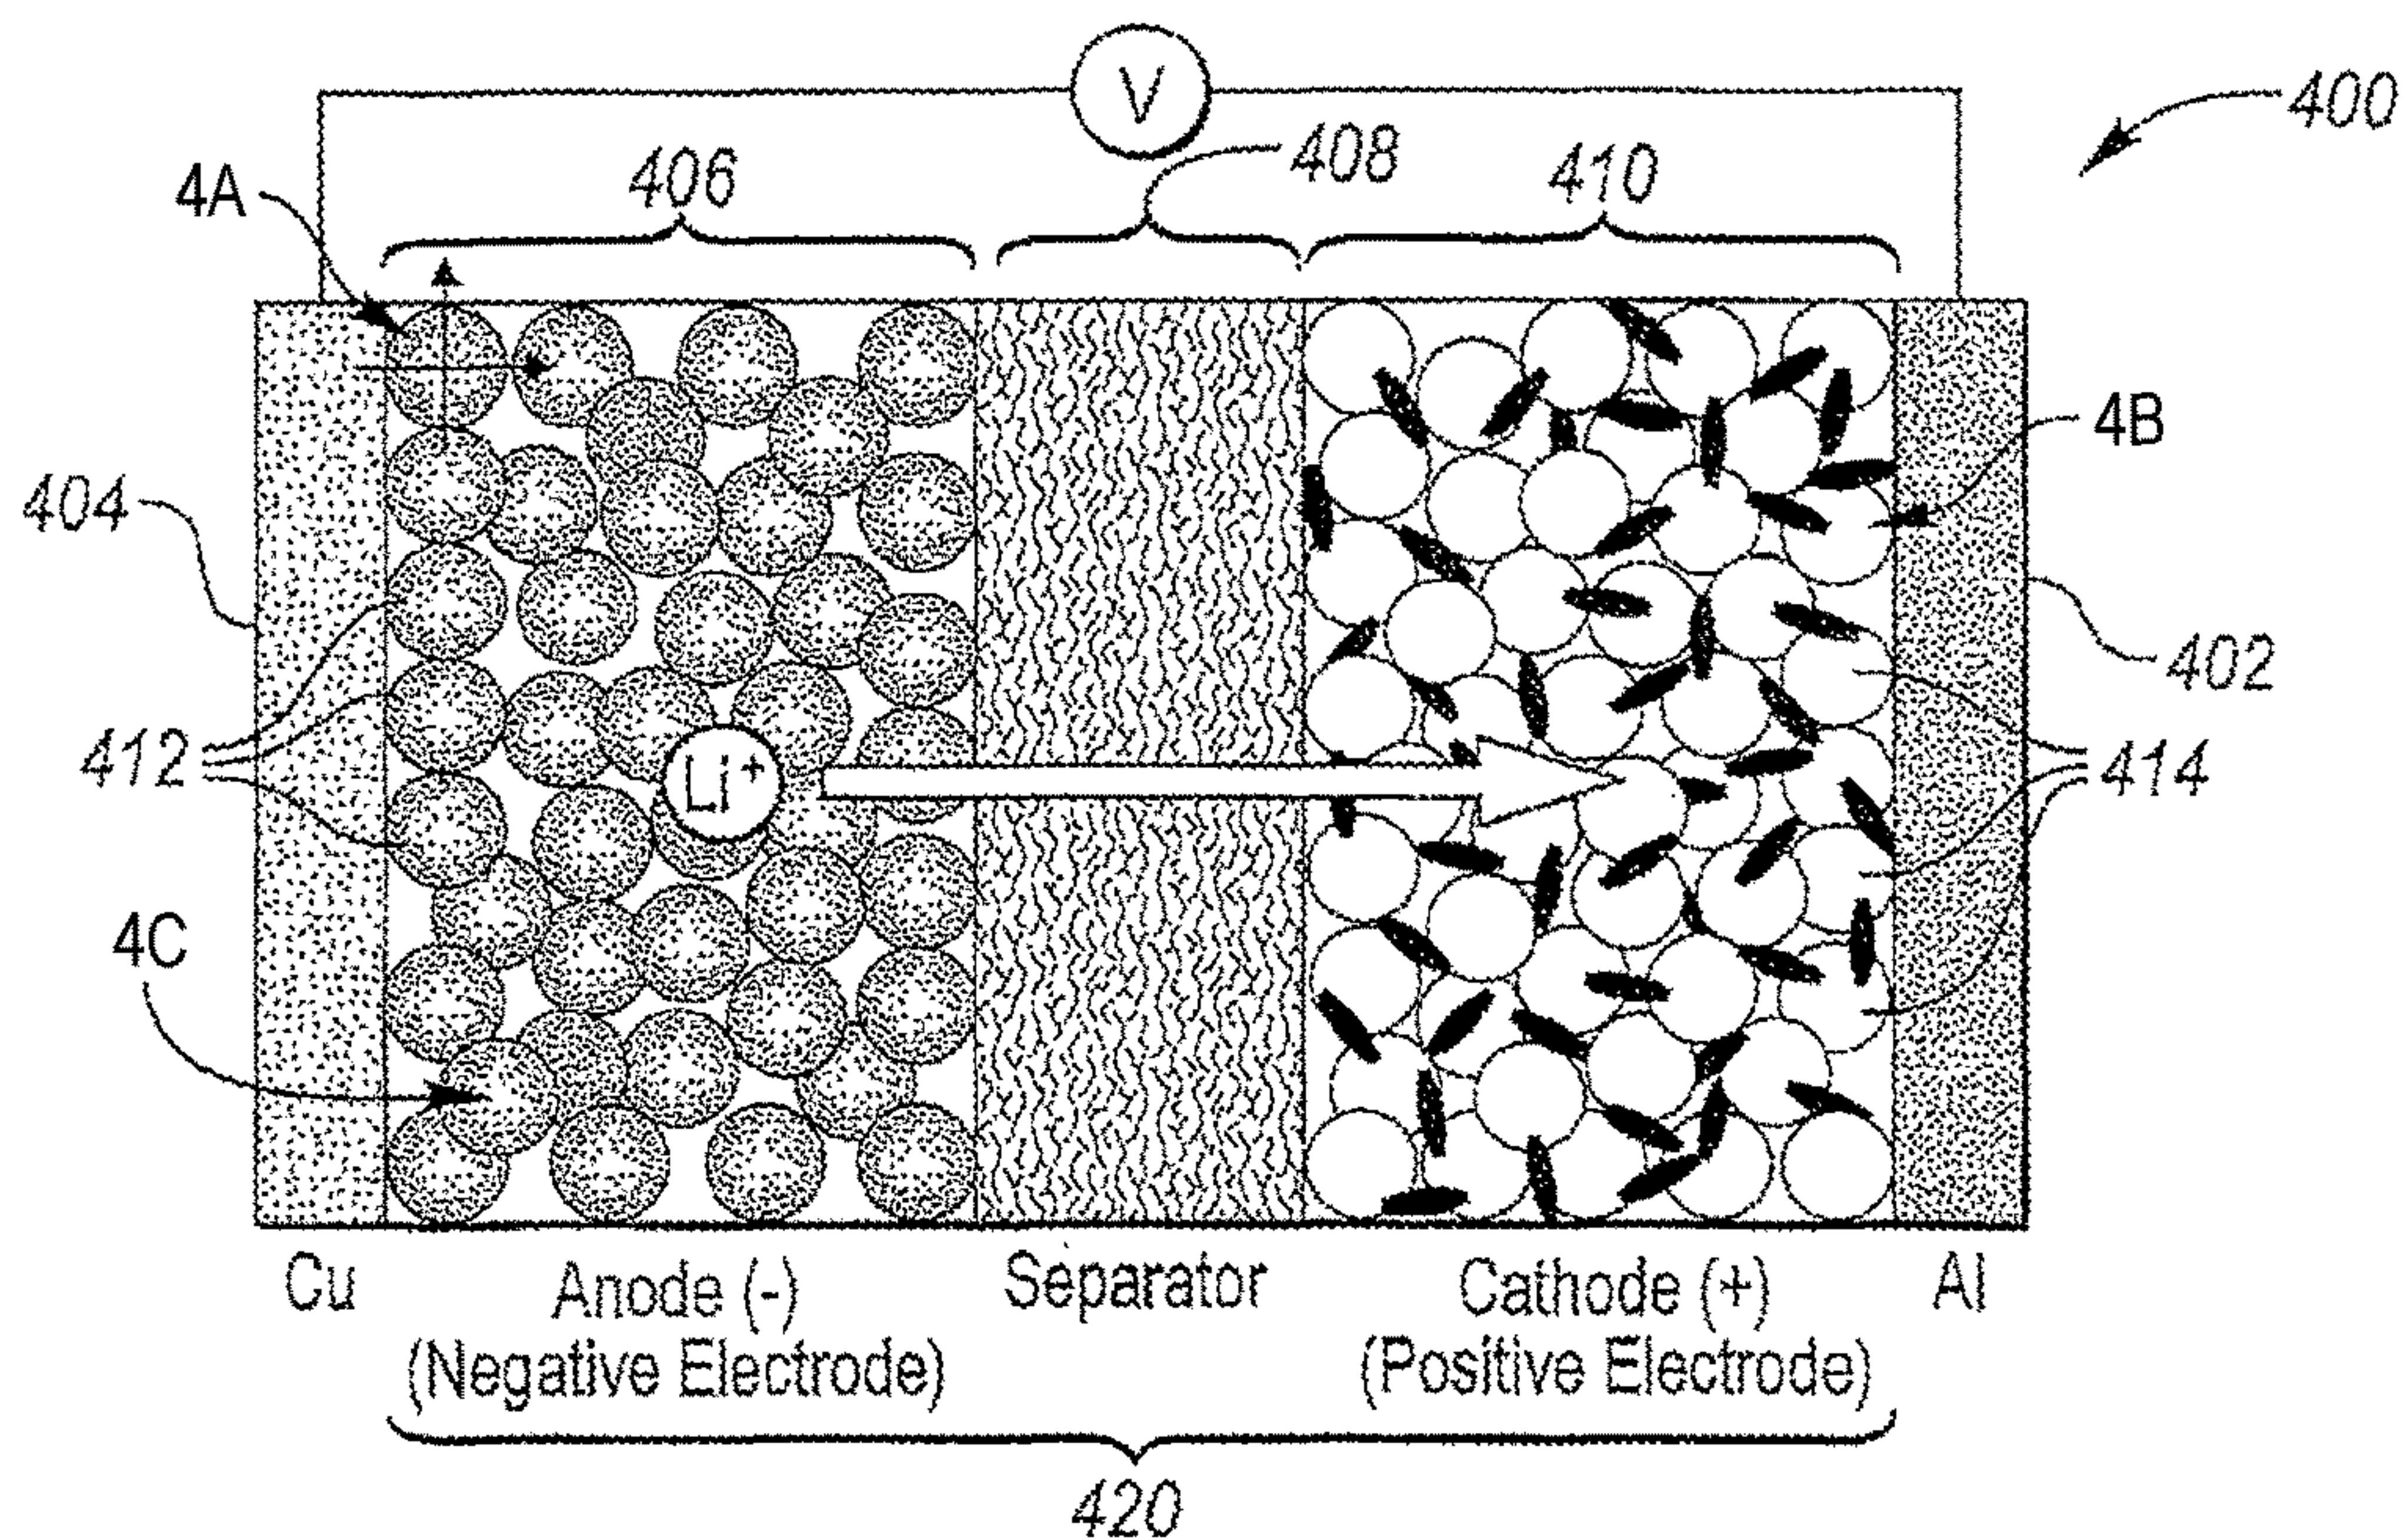 V
400
408
406
410
4A
4B
404
402
412
Li+
414
4C
Cu
Anode (-)
(Negative Electrode)
Separator
Cathode (+)
(Positive Electrode)
Al
420